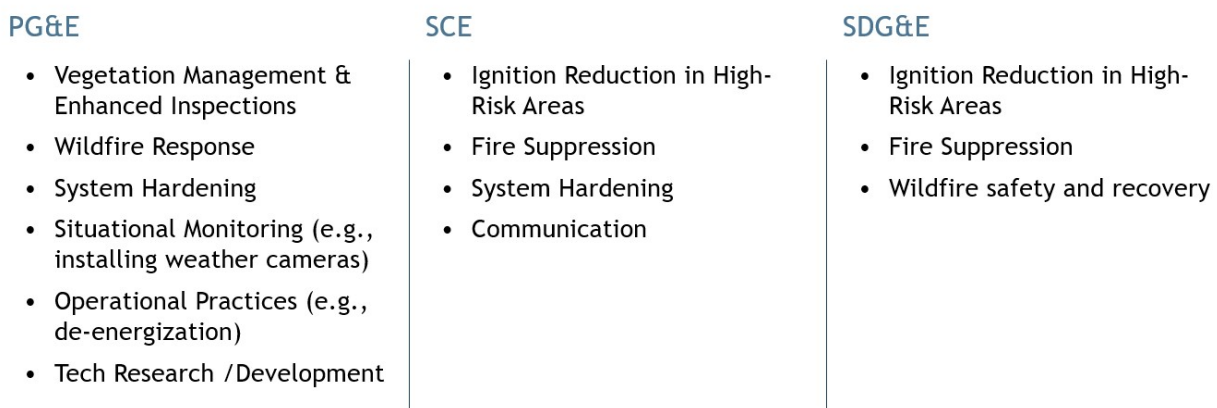 PG&E
• Vegetation Management &
Enhanced Inspections
• Wildfire Response
• System Hardening
• Situational Monitoring (e.g.,
installing weather cameras)
• Operational Practices (e.g.,
de-energization)
• Tech Research /Development
SCE
• Ignition Reduction in High-
Risk Areas
• Fire Suppression
• System Hardening
• Communication
SDG&E
• Ignition Reduction in High-
Risk Areas
• Fire Suppression
• Wildfire safety and recovery